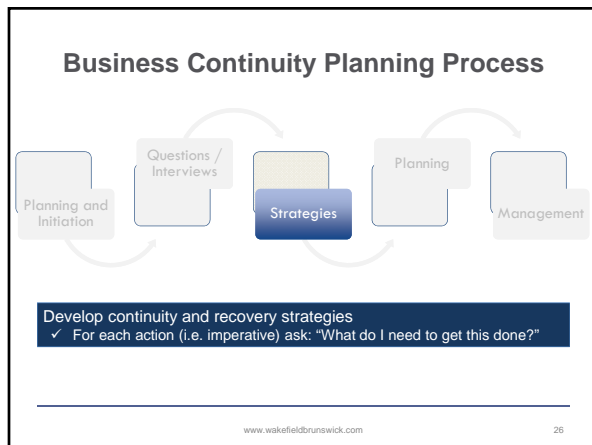 Business Continuity Planning Process
Planning and
Initiation
Questions /
Interviews
Strategies
Planning
Management
Develop continuity and recovery strategies
✓ For each action (i.e. imperative) ask: “What do I need to get this done?”
www.wakefieldbrunswick.com
26